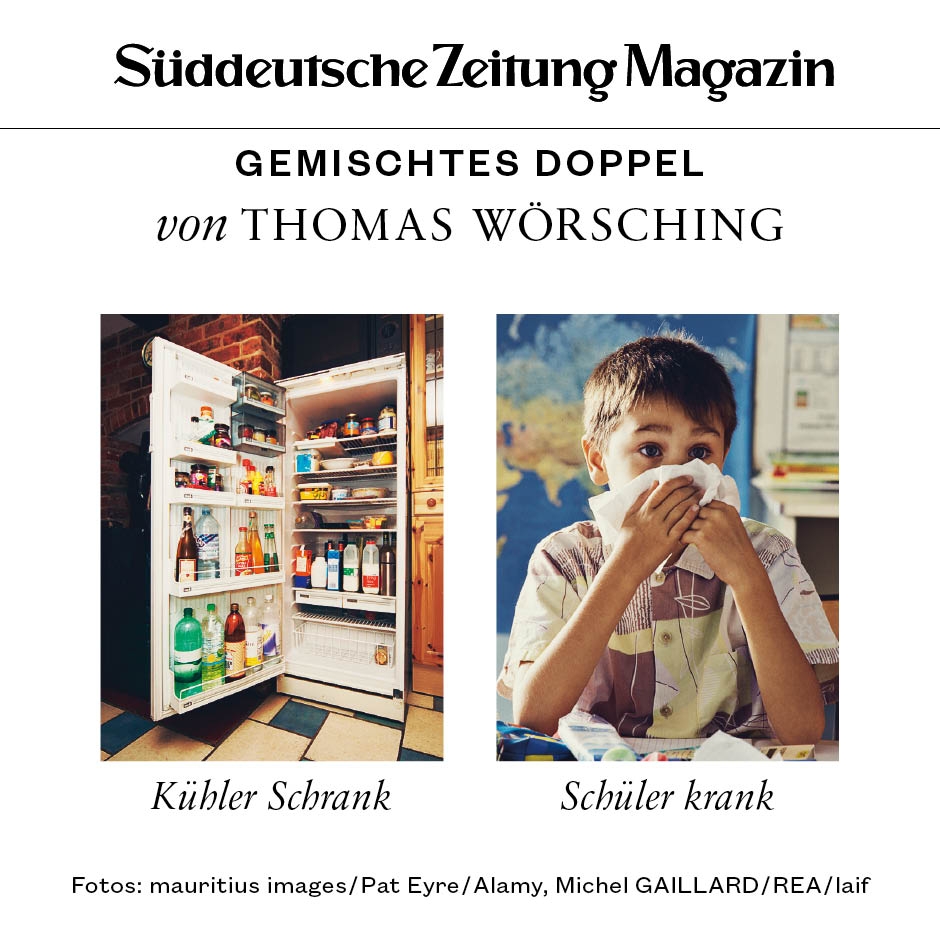 Süddeutsche Zeitung Magazin
GEMISCHTES DOPPEL
von THOMAS WÖRSCHING
Kühler Schrank
Schüler krank
Fotos: mauritius images/Pat Eyre/Alamy, Michel GAILLARD/REA/laif